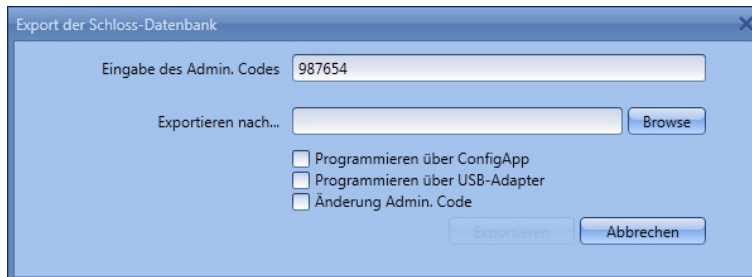 Export der Schloss-Datenbank
Eingabe des Admin. Codes 987654
Exportieren nach... Browse
Programmieren über ConfigApp
Programmieren über USB-Adapter
Änderung Admin. Code
Exportieren Abbrechen